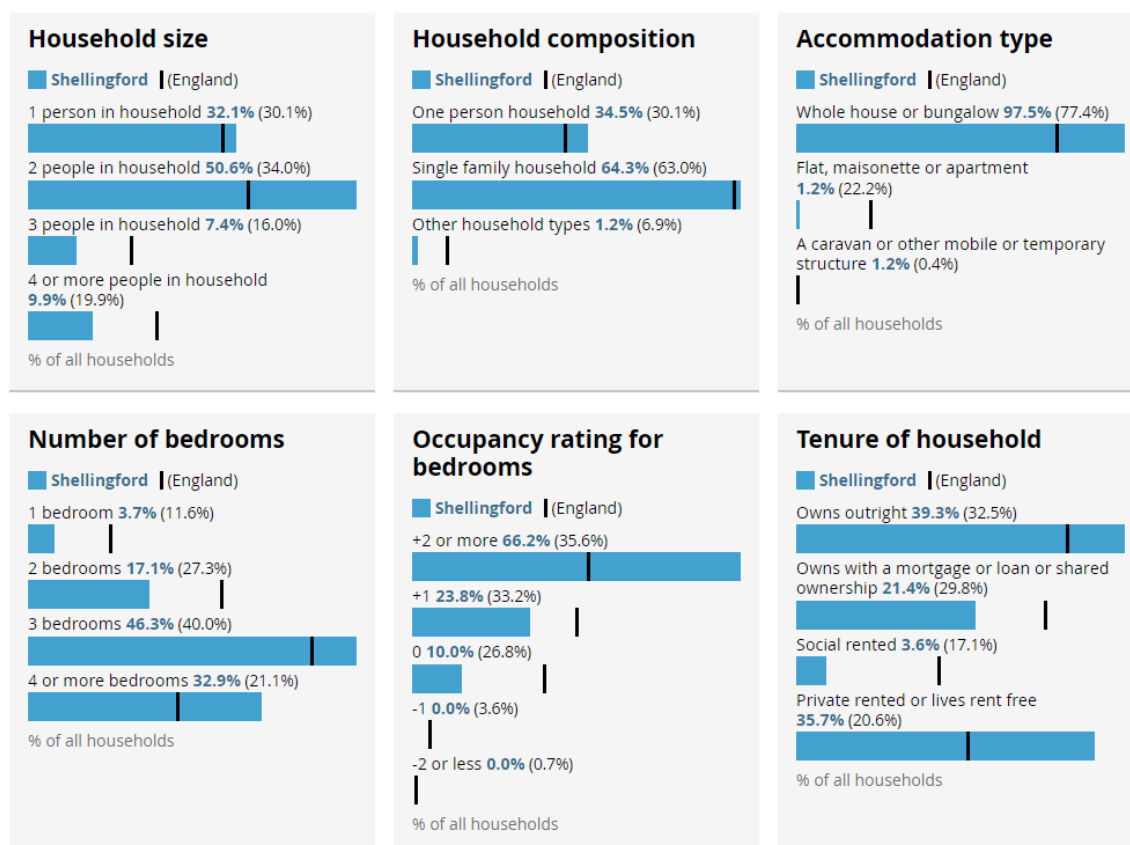 Household size
Shellingford (England)
1 person in household 32.1% (30.1%)
2 people in household 50.6% (34.0%)
3 people in household 7.4% (16.0%)
4 or more people in household
9.9% (19.9%)
% of all households
Household composition
Shellingford (England)
One person household 34.5% (30.1%)
Single family household 64.3% (63.0%)
Other household types 1.2% (6.9%)
% of all households
Accommodation type
Shellingford (England)
Whole house or bungalow 97.5% (77.4%)
Flat, maisonette or apartment
1.2% (22.2%)
A caravan or other mobile or temporary
structure 1.2% (0.4%)
% of all households
Number of bedrooms
Shellingford (England)
1 bedroom 3.7% (11.6%)
2 bedrooms 17.1% (27.3%)
3 bedrooms 46.3% (40.0%)
4 or more bedrooms 32.9% (21.1%)
% of all households
Occupancy rating for
bedrooms
Shellingford (England)
+2 or more 66.2% (35.6%)
+1 23.8% (33.2%)
0 10.0% (26.8%)
-1 0.0% (3.6%)
-2 or less 0.0% (0.7%)
% of all households
Tenure of household
Shellingford (England)
Owns outright 39.3% (32.5%)
Owns with a mortgage or loan or shared
ownership 21.4% (29.8%)
Social rented 3.6% (17.1%)
Private rented or lives rent free
35.7% (20.6%)
% of all households